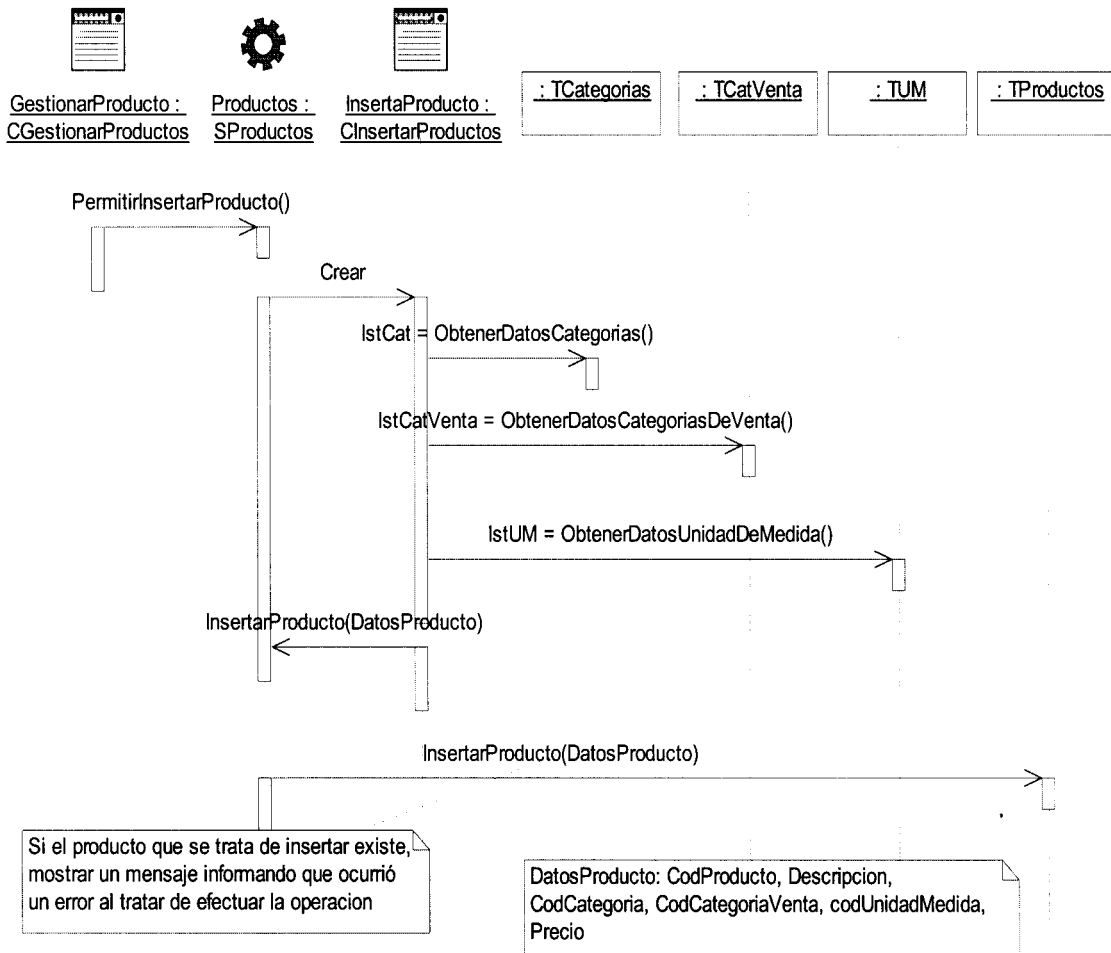 GestionarProducto :
CGestionarProductos
Productos :
SProductos
InsertaProducto :
CInsertarProductos
: TCategorias
: TCatVenta
: TUM
: TProductos
PermitirInsertarProducto()
Crear
lstCat = ObtenerDatosCategorias()
lstCatVenta = ObtenerDatosCategoriasDeVenta()
lstUM = ObtenerDatosUnidadDeMedida()
InsertarProducto(DatosProducto)
InsertarProducto(DatosProducto)
Si el producto que se trata de insertar existe,
mostrar un mensaje informando que ocurrió
un error al tratar de efectuar la operacion
DatosProducto: CodProducto, Descripcion,
CodCategoria, CodCategoriaVenta, codUnidadMedida,
Precio